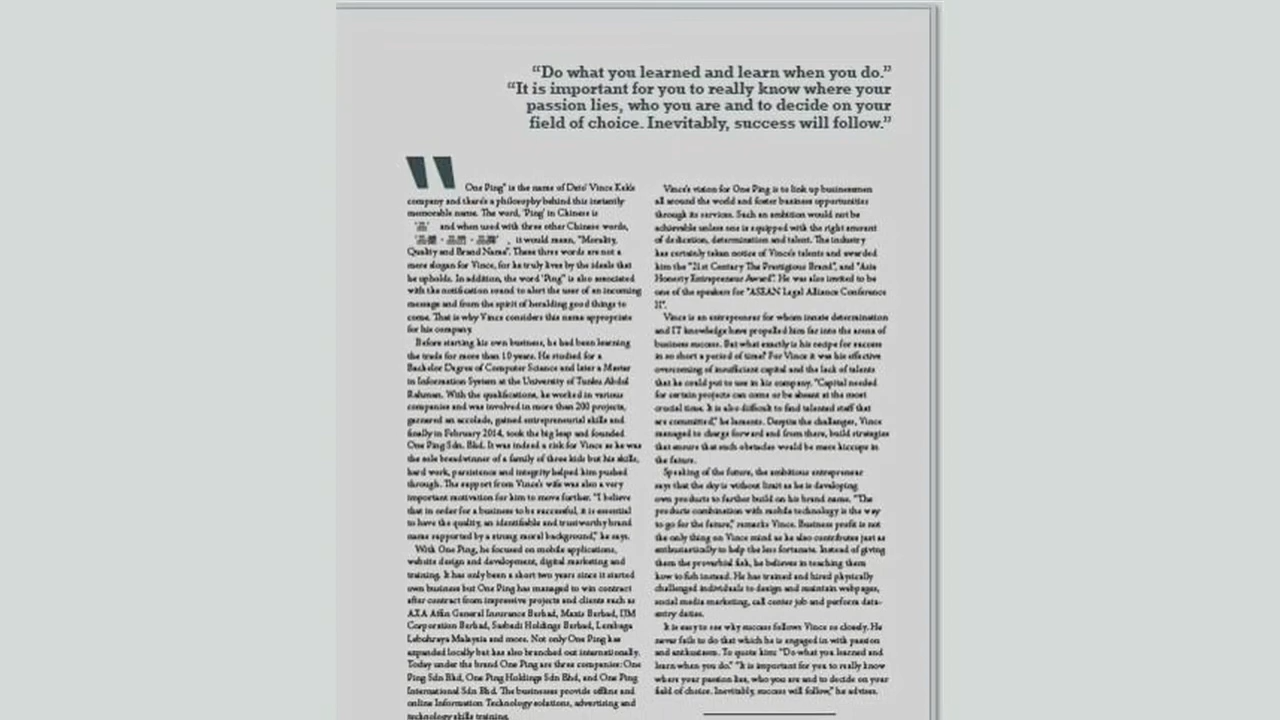 “Do what you learned and learn when you do.”
“It is important for you to really know where your
passion lies, who you are and to decide on your
field of choice. Inevitably, success will follow.”
One Ping" is the name of Dato' Vince Kek's
company and there's a philosophy behind this instantly
memorable name. The word, 'Ping' in Chinese is
'品' and when used with three other Chinese words,
, it would mean, "Morality,
Quality and Brand Name". These three words are not a
mere slogan for Vince, for he truly lives by the ideals that
he upholds. In addition, the word 'Ping" is also associated
with the notification sound to alert the user of an incoming
message and from the spirit of heralding good things to
come. That is why Vince considers this name appropriate
for his company.
Before starting his own business, he had been learning
the trade for more than 10 years. He studied for a
Bachelor Degree of Computer Science and later a Master
in Information System at the University of Tunku Abdul
Rahman. With the qualifications, he worked in various
companies and was involved in more than 200 projects,
garnered an accolade, gained entrepreneurial skills and
finally in February 2014, took the big leap and founded
One Ping Sdn. Bhd. It was indeed a risk for Vince as he was
the sole breadwinner of a family of three kids but his skills,
hard work, persistence and integrity helped him pushed
through. The support from Vince's wife was also a very
important motivation for him to move further. "I believe
that in order for a business to be successful, it is essential
to have the quality, an identifiable and trustworthy brand
name supported by a strong moral background," he says.
With One Ping, he focused on mobile applications,
website design and development, digital marketing and
training. It has only been a short two years since it started
own business but One Ping has managed to win contract
after contract from impressive projects and clients such as
AXA Affin General Insurance Berhad, Maxis Berhad, IJM
Corporation Berhad, Sasbadi Holdings Berhad, Lembaga
Lebuhraya Malaysia and more. Not only One Ping has
expanded locally but has also branched out internationally.
Today under the brand One Ping are three companies: One
Ping Sdn Bhd, One Ping Holdings Sdn Bhd, and One Ping
International Sdn Bhd. The businesses provide offline and
online Information Technology solutions, advertising and
technology skills training.
Vince's vision for One Ping is to link up businessmen
all around the world and foster business opportunities
through its services. Such an ambition would not be
achievable unless one is equipped with the right amount
of dedication, determination and talent. The industry
has certainly taken notice of Vince's talents and awarded
him the "21st Century The Prestigious Brand", and "Asia
Honesty Entrepreneur Award". He was also invited to be
one of the speakers for "ASEAN Legal Alliance Conference
II".
Vince is an entrepreneur for whom innate determination
and IT knowledge have propelled him far into the arena of
business success. But what exactly is his recipe for success
in so short a period of time? For Vince it was his effective
overcoming of insufficient capital and the lack of talents
that he could put to use in his company. "Capital needed
for certain projects can come or be absent at the most
crucial time. It is also difficult to find talented staff that
are committed," he laments. Despite the challenges, Vince
managed to charge forward and from there, build strategies
that ensure that such obstacles would be mere hiccups in
the future.
Speaking of the future, the ambitious entrepreneur
says that the sky is without limit as he is developing
own products to further build on his brand name. "The
products combination with mobile technology is the way
to go for the future," remarks Vince. Business profit is not
the only thing on Vince mind as he also contributes just as
enthusiastically to help the less fortunate. Instead of giving
them the proverbial fish, he believes in teaching them
how to fish instead. He has trained and hired physically
challenged individuals to design and maintain webpages,
social media marketing, call center job and perform data-
entry duties.
It is easy to see why success follows Vince so closely. He
never fails to do that which he is engaged in with passion
and enthusiasm. To quote him: "Do what you learned and
learn when you do." "It is important for you to really know
where your passion lies, who you are and to decide on your
field of choice. Inevitably, success will follow," he advises.